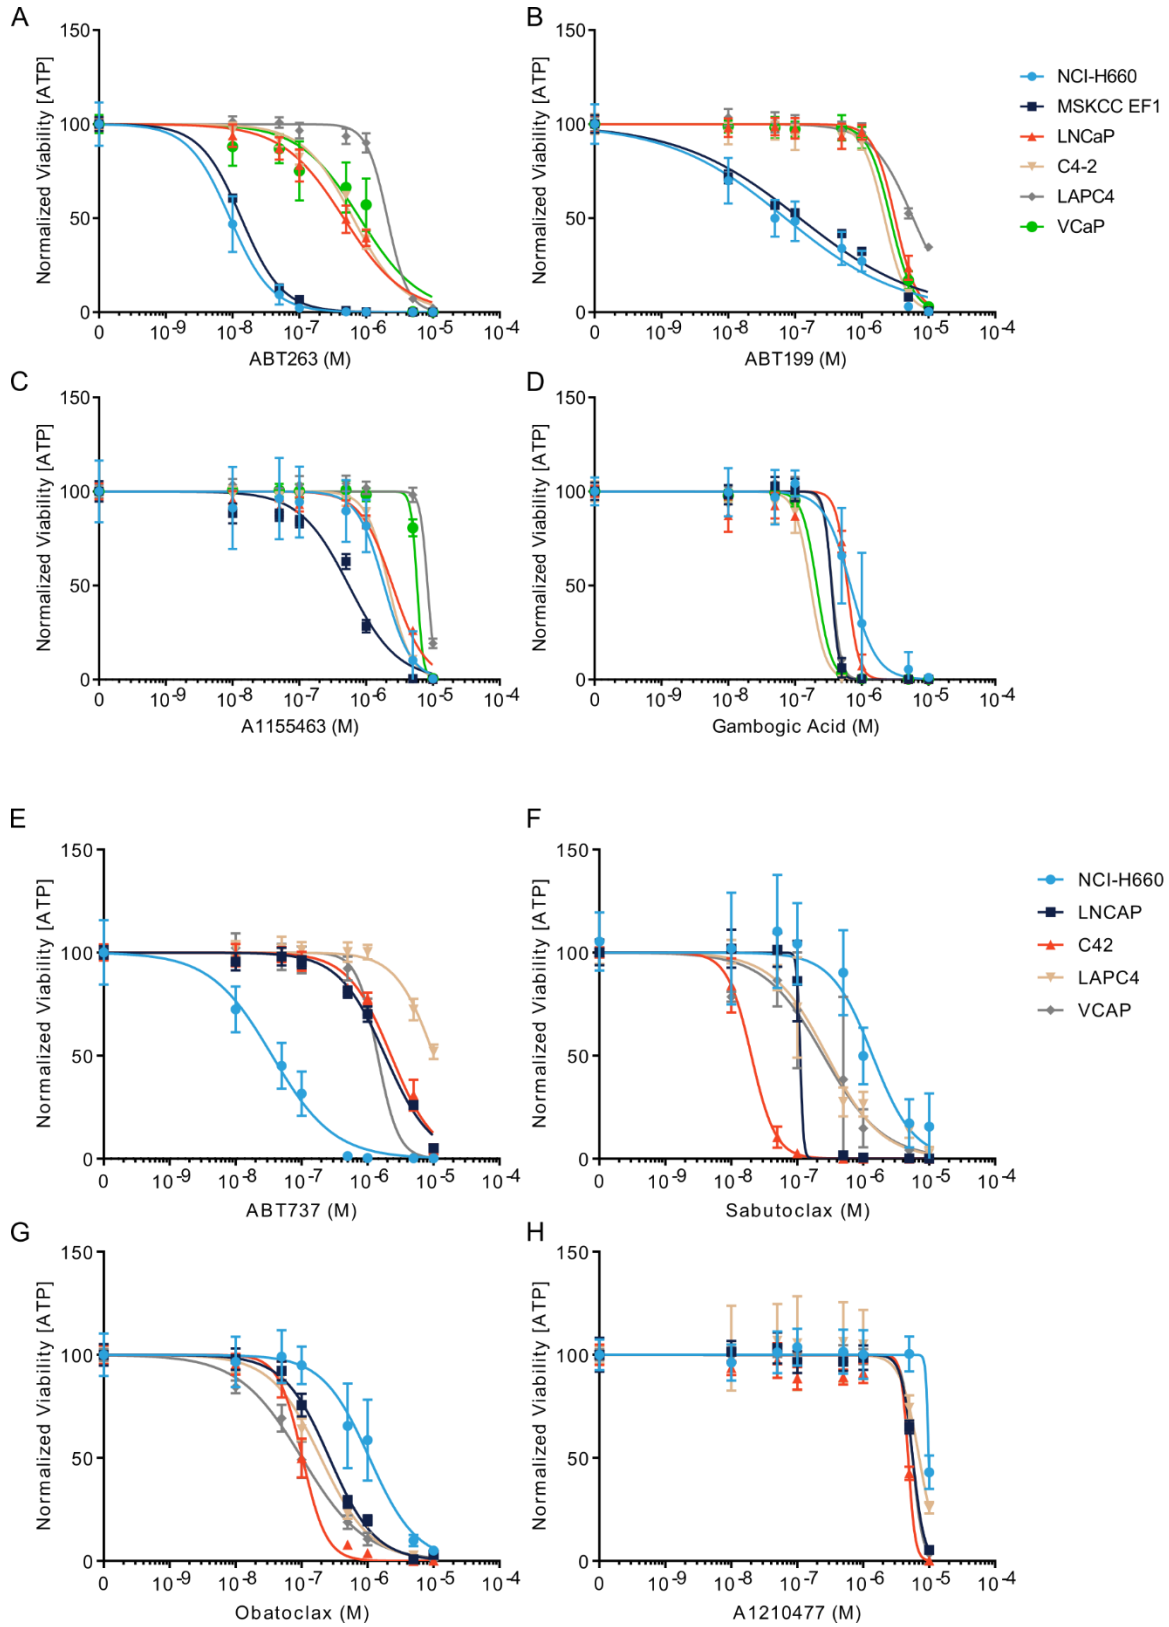 A
B
150
100
50
0
Normalized Viability [ATP]
0
10-9
10-8
10-7
10-6
10-5
10-4
ABT263 (M)
150
100
50
0
Normalized Viability [ATP]
0
10-9
10-8
10-7
10-6
10-5
10-4
ABT199 (M)
NCI-H660
MSKCC EF1
LNCaP
C4-2
LAPC4
VCaP
C
D
150
100
50
0
Normalized Viability [ATP]
0
10-9
10-8
10-7
10-6
10-5
10-4
A1155463 (M)
150
100
50
0
Normalized Viability [ATP]
0
10-9
10-8
10-7
10-6
10-5
10-4
Gambogic Acid (M)
E
F
150
100
50
0
Normalized Viability [ATP]
0
10-9
10-8
10-7
10-6
10-5
10-4
ABT737 (M)
150
100
50
0
Normalized Viability [ATP]
0
10-9
10-8
10-7
10-6
10-5
10-4
Sabutoclax (M)
NCI-H660
LNCAP
C42
LAPC4
VCAP
G
H
150
100
50
0
Normalized Viability [ATP]
0
10-9
10-8
10-7
10-6
10-5
10-4
Obatoclax (M)
150
100
50
0
Normalized Viability [ATP]
0
10-9
10-8
10-7
10-6
10-5
10-4
A1210477 (M)